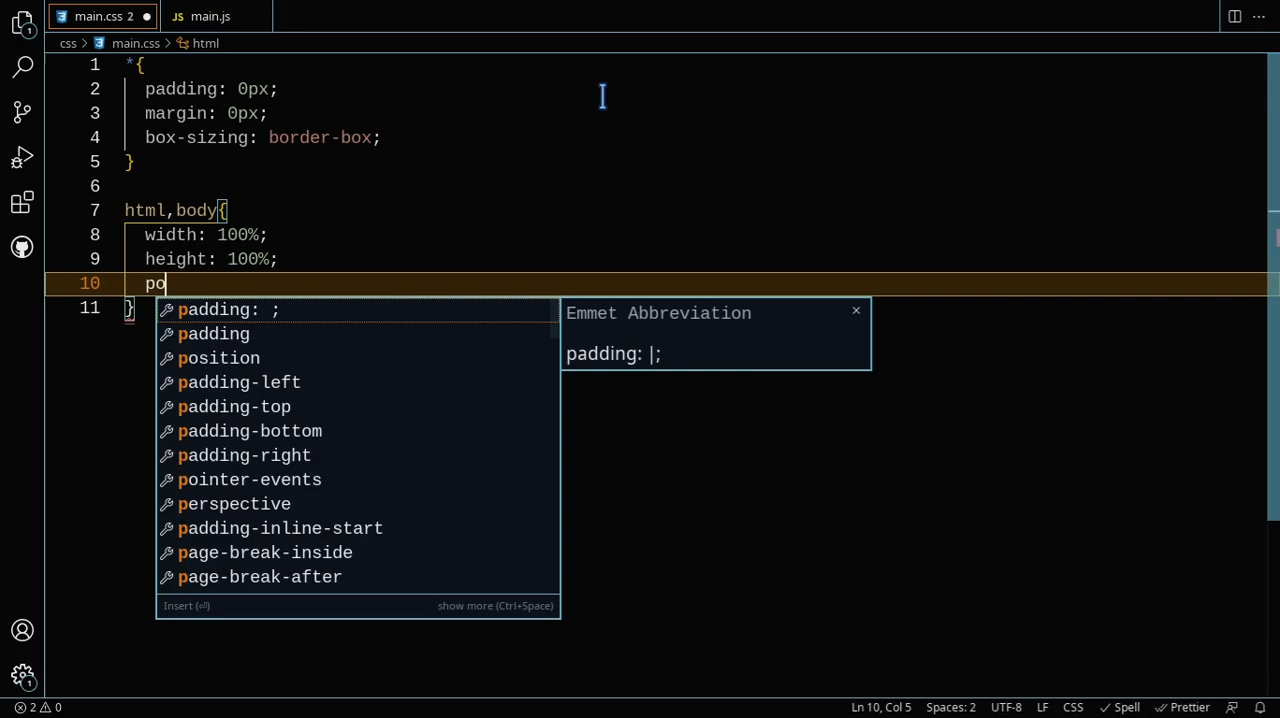 main.css 2
JS main.js
css > main.css > html
1 *{
2 padding: 0px;
3 margin: 0px;
4 box-sizing: border-box;
5 }
6
7 html,body{
8 width: 100%;
9 height: 100%;
10 po
11 }
padding: ;
padding
position
padding-left
padding-top
padding-bottom
padding-right
pointer-events
perspective
padding-inline-start
page-break-inside
page-break-after
Insert (⏎) show more (Ctrl+Space)
Emmet Abbreviation
padding: |;
1
1
2 0 Ln 10, Col 5 Spaces: 2 UTF-8 LF CSS Spell Prettier